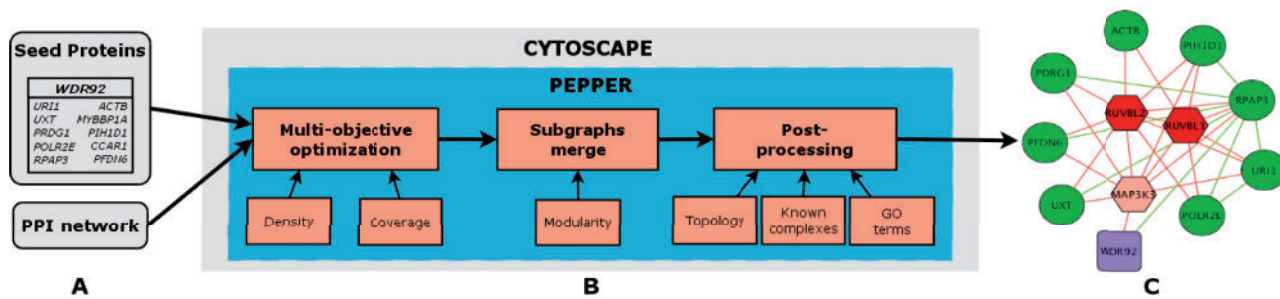 Seed Proteins
WDR92
URI1 ACTB
UXT MYBBP1A
PRDG1 PIH1D1
POLR2E CCAR1
RPAP3 PFDN6
PPI network
A
CYTOSCAPE
PEPPER
Multi-objective
optimization
Subgraphs
merge
Post-
processing
Density
Coverage
Modularity
Topology
Known
complexes
GO
terms
B
ACTB
PIH1D1
PDRG1
RPAP3
RUVBL2
RUVBL1
PFDN6
URI1
MAP3K3
UXT
POLR2E
WDR92
C